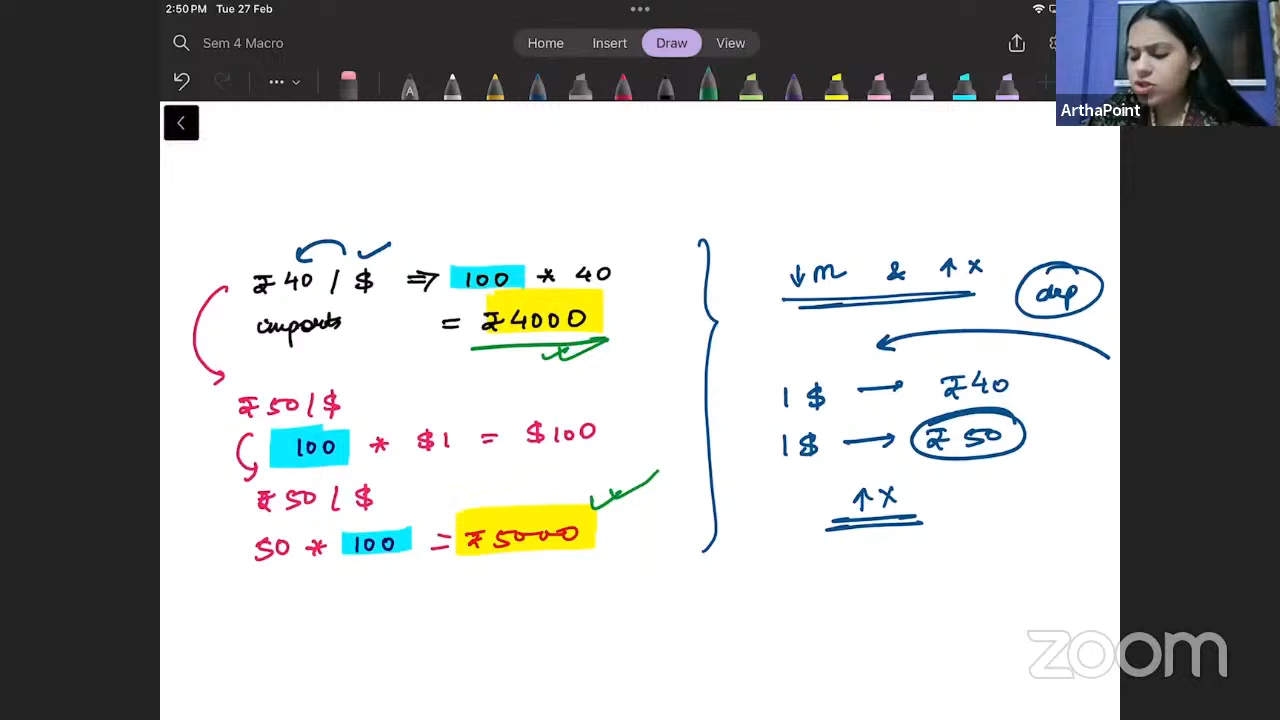 2:50 PM Tue 27 Feb
Sem 4 Macro
Home Insert Draw View
A
ArthaPoint
₹40 / $ ⇒ 100 * 40
imports = ₹4000
₹50 / $
100 * $1 = $100
₹50 / $
50 * 100 = ₹5000
↓m & ↑x
dep
1 $ → ₹40
1 $ → ₹50
↑x
zoom